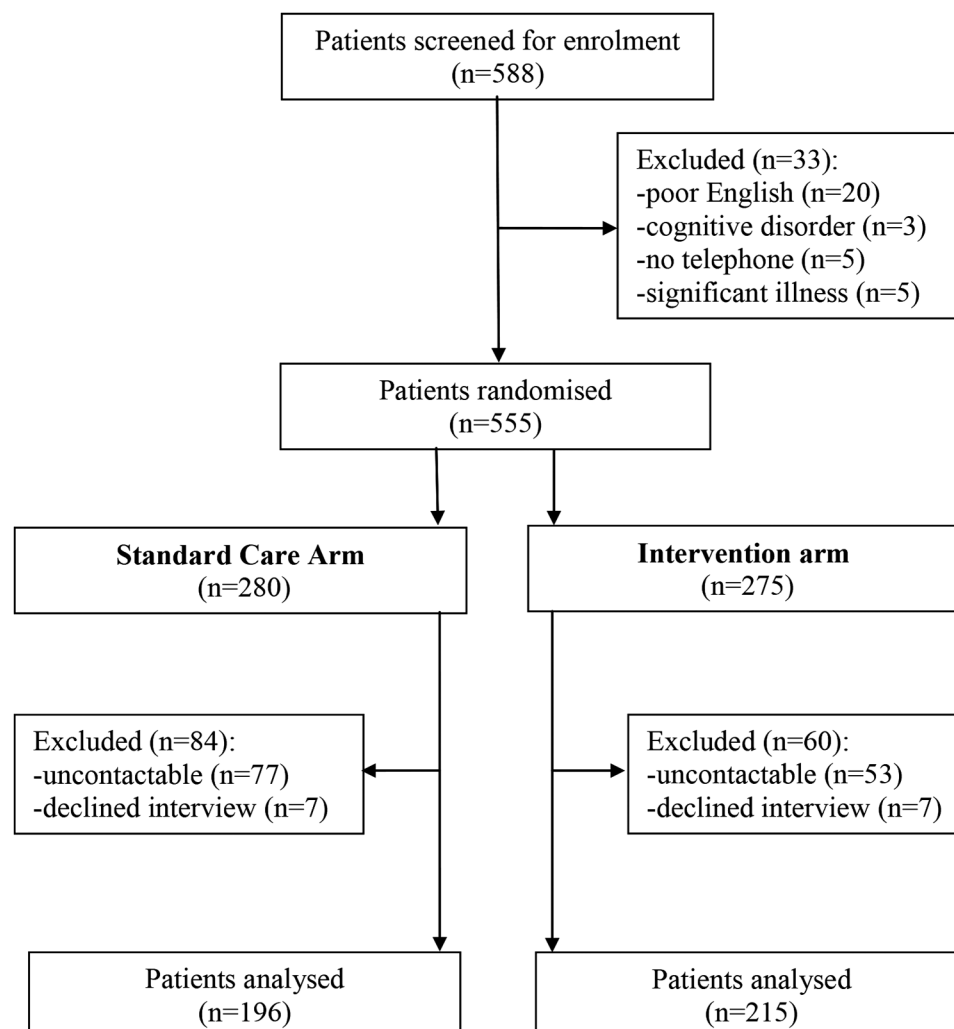 Patients screened for enrolment
(n=588)
Excluded (n=33):
-poor English (n=20)
-cognitive disorder (n=3)
-no telephone (n=5)
-significant illness (n=5)
Patients randomised
(n=555)
Standard Care Arm
(n=280)
Intervention arm
(n=275)
Excluded (n=84):
-uncontactable (n=77)
-declined interview (n=7)
Excluded (n=60):
-uncontactable (n=53)
-declined interview (n=7)
Patients analysed
(n=196)
Patients analysed
(n=215)